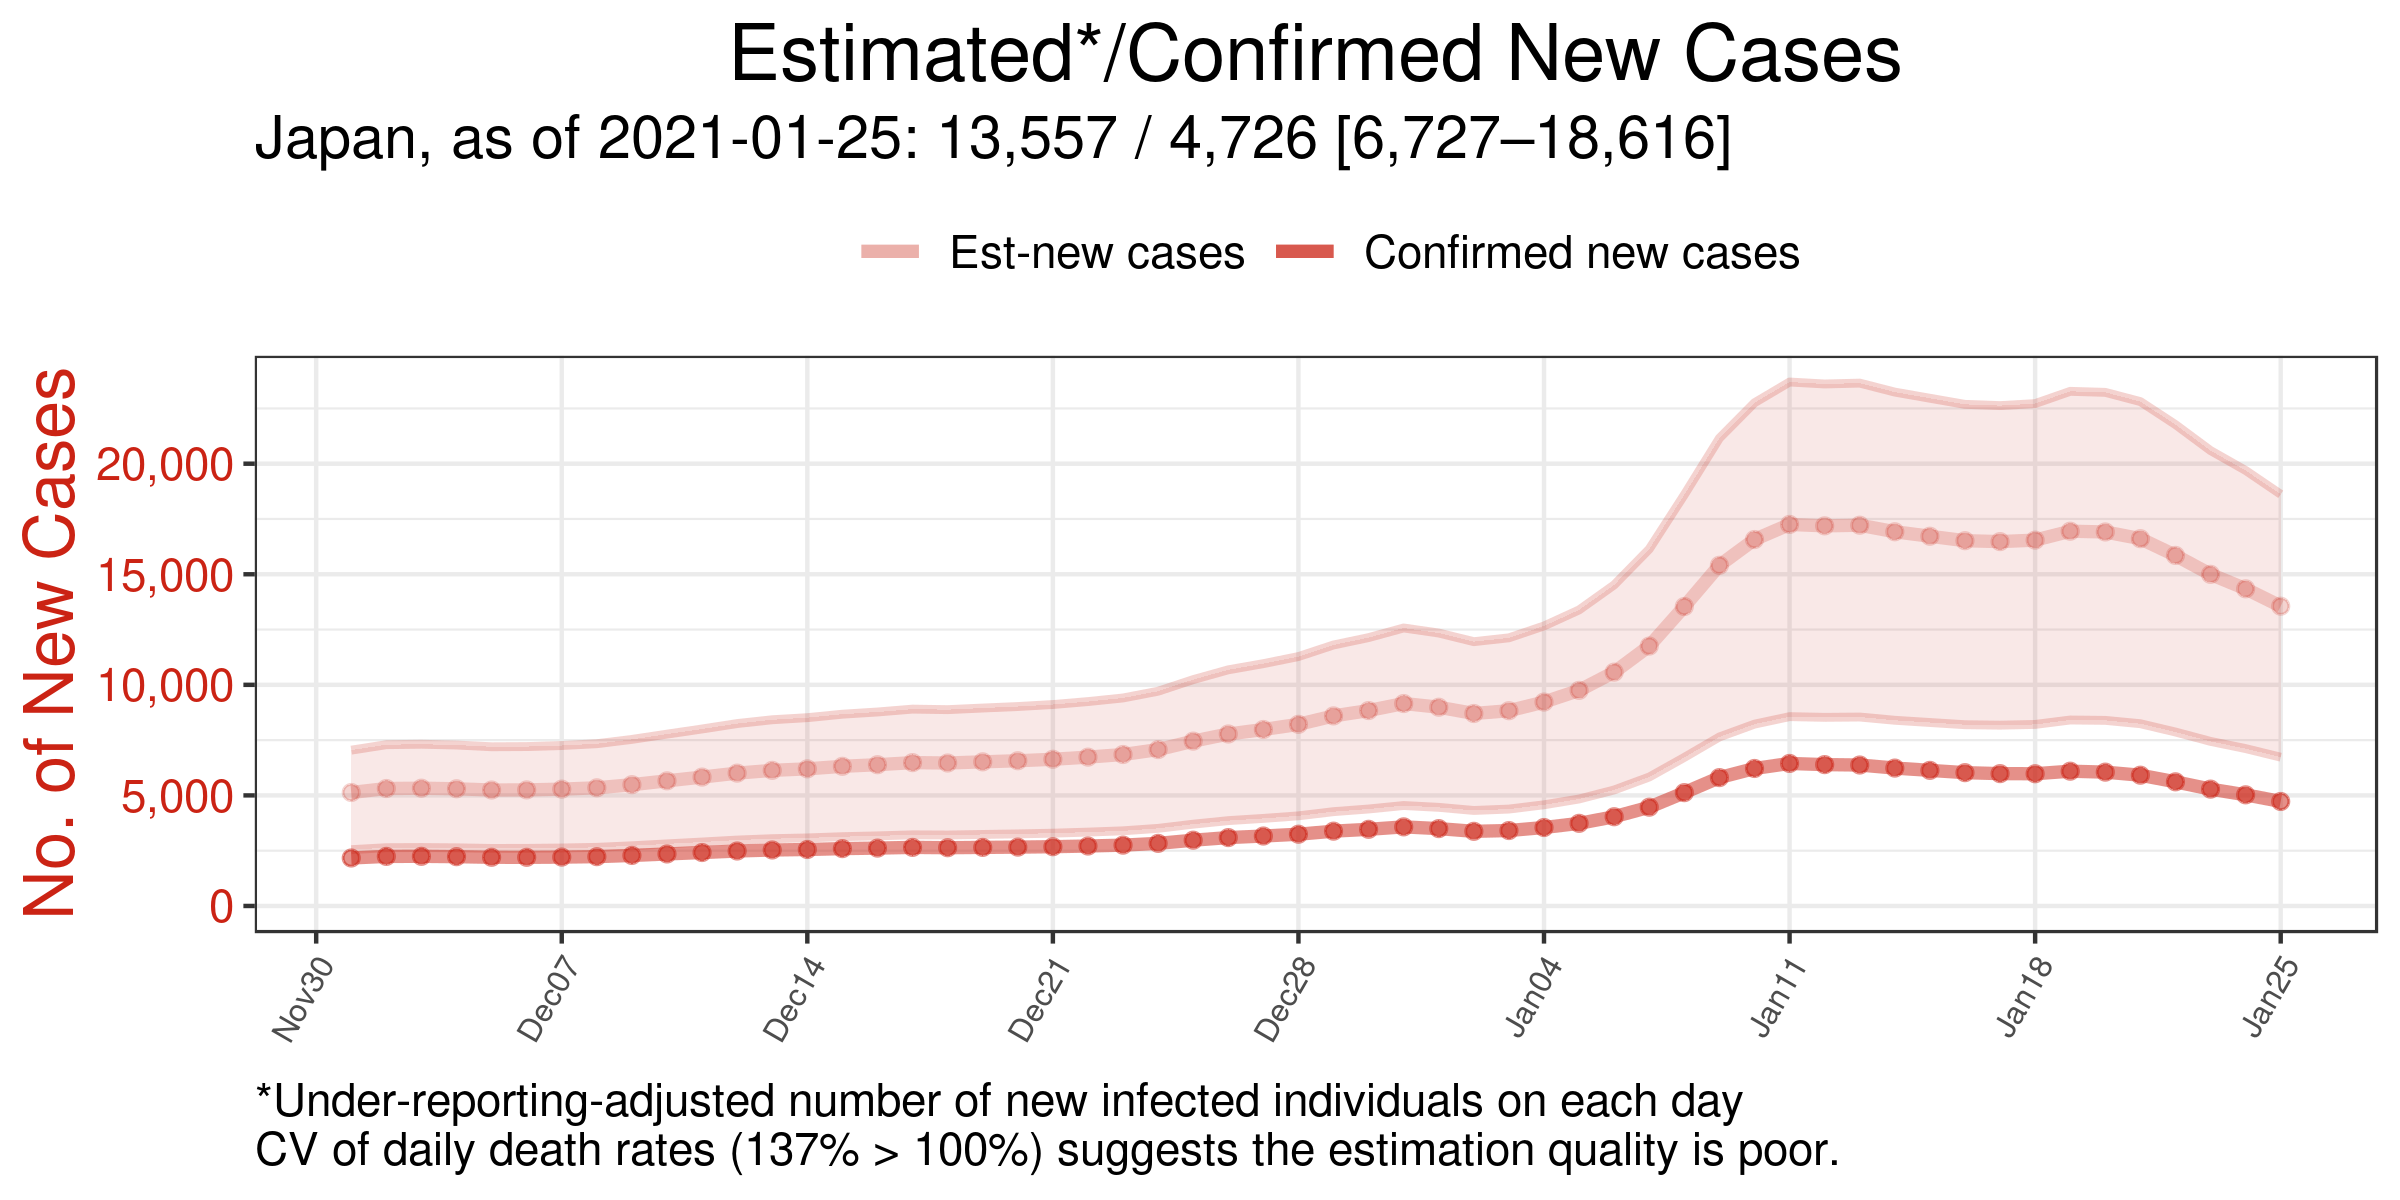 Estimated*/Confirmed New Cases
Japan, as of 2021-01-25: 13,557 / 4,726 [6,727–18,616]
Est-new cases Confirmed new cases
No. of New Cases
20,000
15,000
10,000
5,000
0
Nov30 Dec07 Dec14 Dec21 Dec28 Jan04 Jan11 Jan18 Jan25
*Under-reporting-adjusted number of new infected individuals on each day
CV of daily death rates (137% > 100%) suggests the estimation quality is poor.